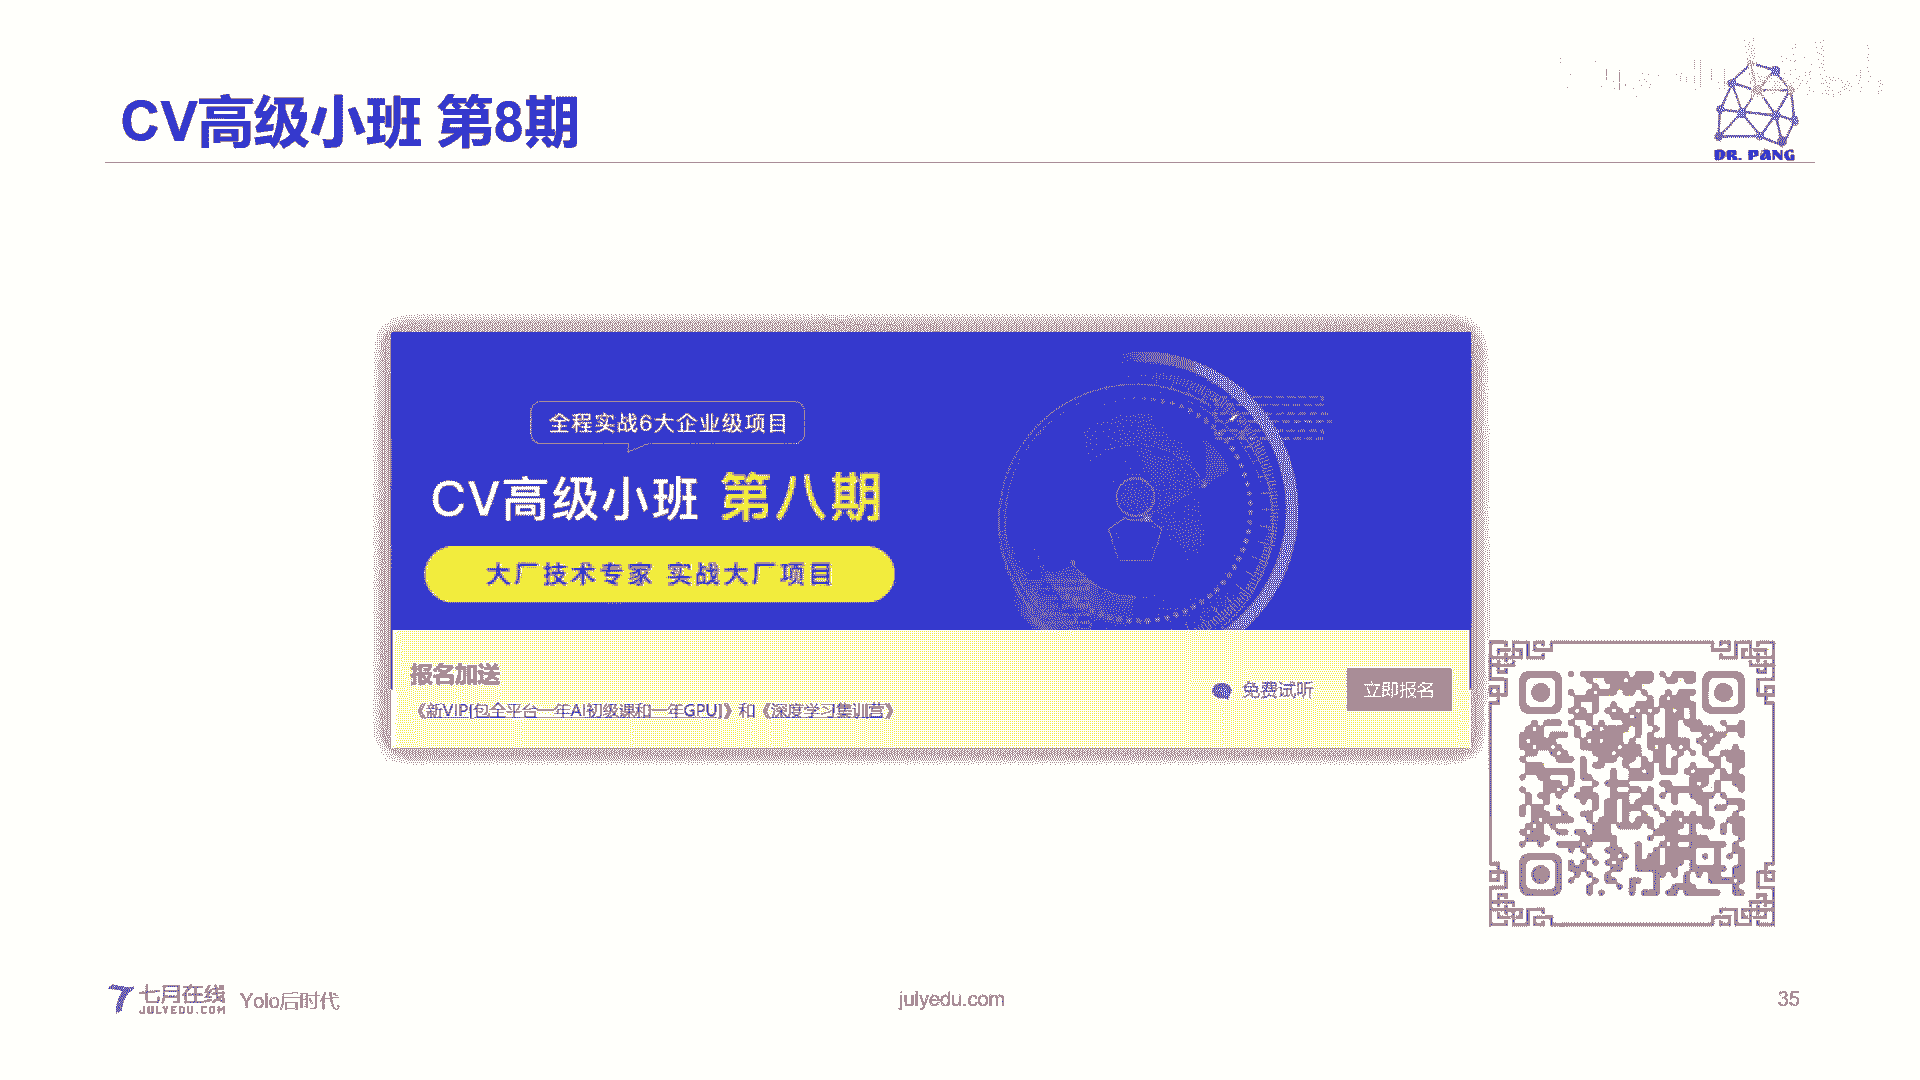 CV高级小班 第8期
DR. PANG
全程实战6大企业级项目
CV高级小班 第八期
大厂技术专家 实战大厂项目
报名加送
《新VIP[包全平台一年AI初级课和一年GPU]》和《深度学习集训营》
免费试听
立即报名
七月在线
JULYEDU.COM
Yolo后时代
julyedu.com
35